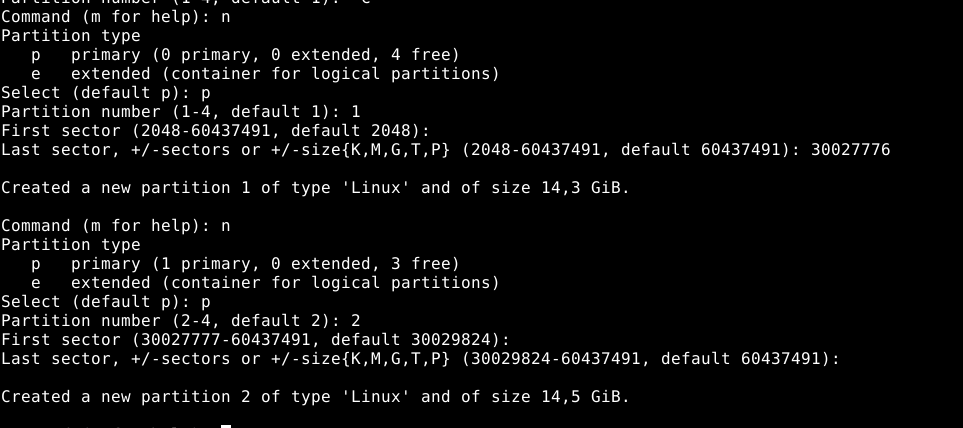 Partition number (1-4, default 1):
Command (m for help): n
Partition type
   p   primary (0 primary, 0 extended, 4 free)
   e   extended (container for logical partitions)
Select (default p): p
Partition number (1-4, default 1): 1
First sector (2048-60437491, default 2048):
Last sector, +/-sectors or +/-size{K,M,G,T,P} (2048-60437491, default 60437491): 30027776
Created a new partition 1 of type 'Linux' and of size 14,3 GiB.
Command (m for help): n
Partition type
   p   primary (1 primary, 0 extended, 3 free)
   e   extended (container for logical partitions)
Select (default p): p
Partition number (2-4, default 2): 2
First sector (30027777-60437491, default 30029824):
Last sector, +/-sectors or +/-size{K,M,G,T,P} (30029824-60437491, default 60437491):
Created a new partition 2 of type 'Linux' and of size 14,5 GiB.